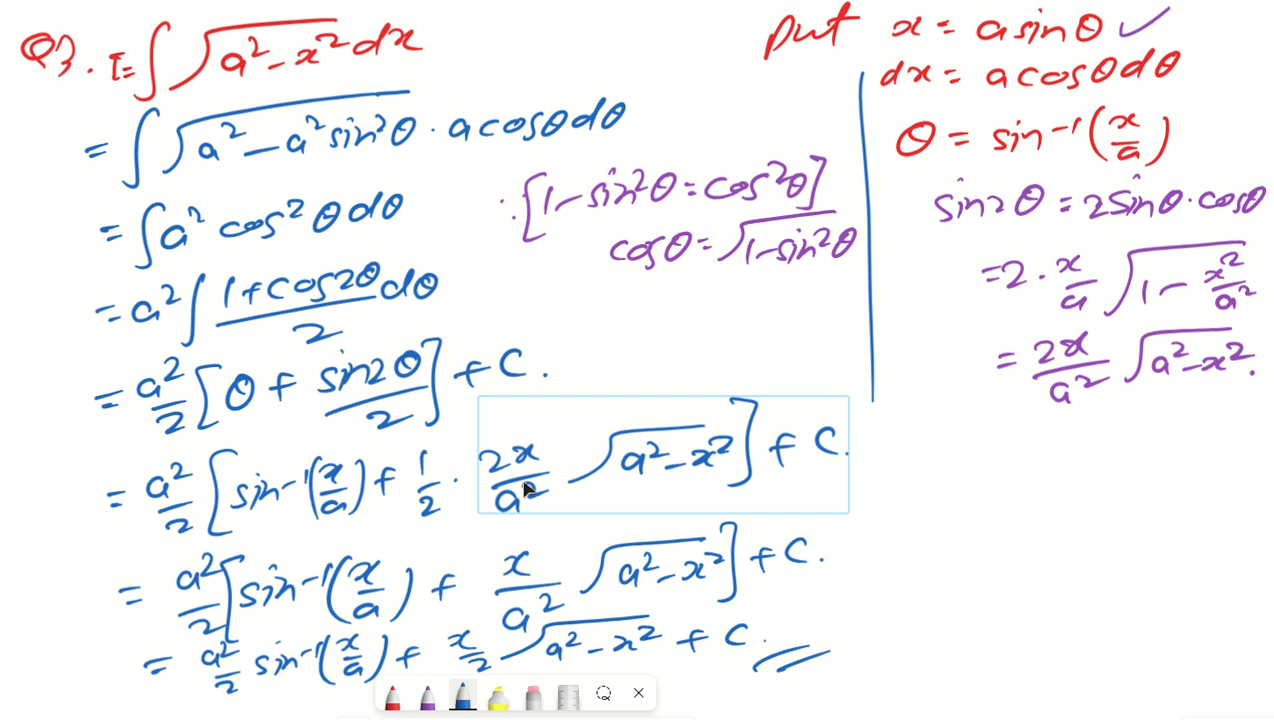 Q3. I = ∫ √(a² − x²) dx
= ∫ √(a² − a² sin²θ) · a cosθ dθ
= ∫ a² cos²θ dθ
= a² ∫ (1 + cos2θ)/2 dθ
= a²/2 [θ + sin2θ/2] + C.
= a²/2 [sin⁻¹(x/a) + 1/2 · 2x/a² √(a² − x²)] + C.
= a²/2 [sin⁻¹(x/a) + x/a² √(a² − x²)] + C.
= a²/2 sin⁻¹(x/a) + x/2 √(a² − x²) + C.
∵ [1 − sin²θ = cos²θ]
cosθ = √(1 − sin²θ)
Put x = a sinθ ✓
dx = a cosθ dθ
θ = sin⁻¹(x/a)
sin2θ = 2 sinθ · cosθ
= 2 · x/a √(1 − x²/a²)
= 2x/a² √(a² − x²).